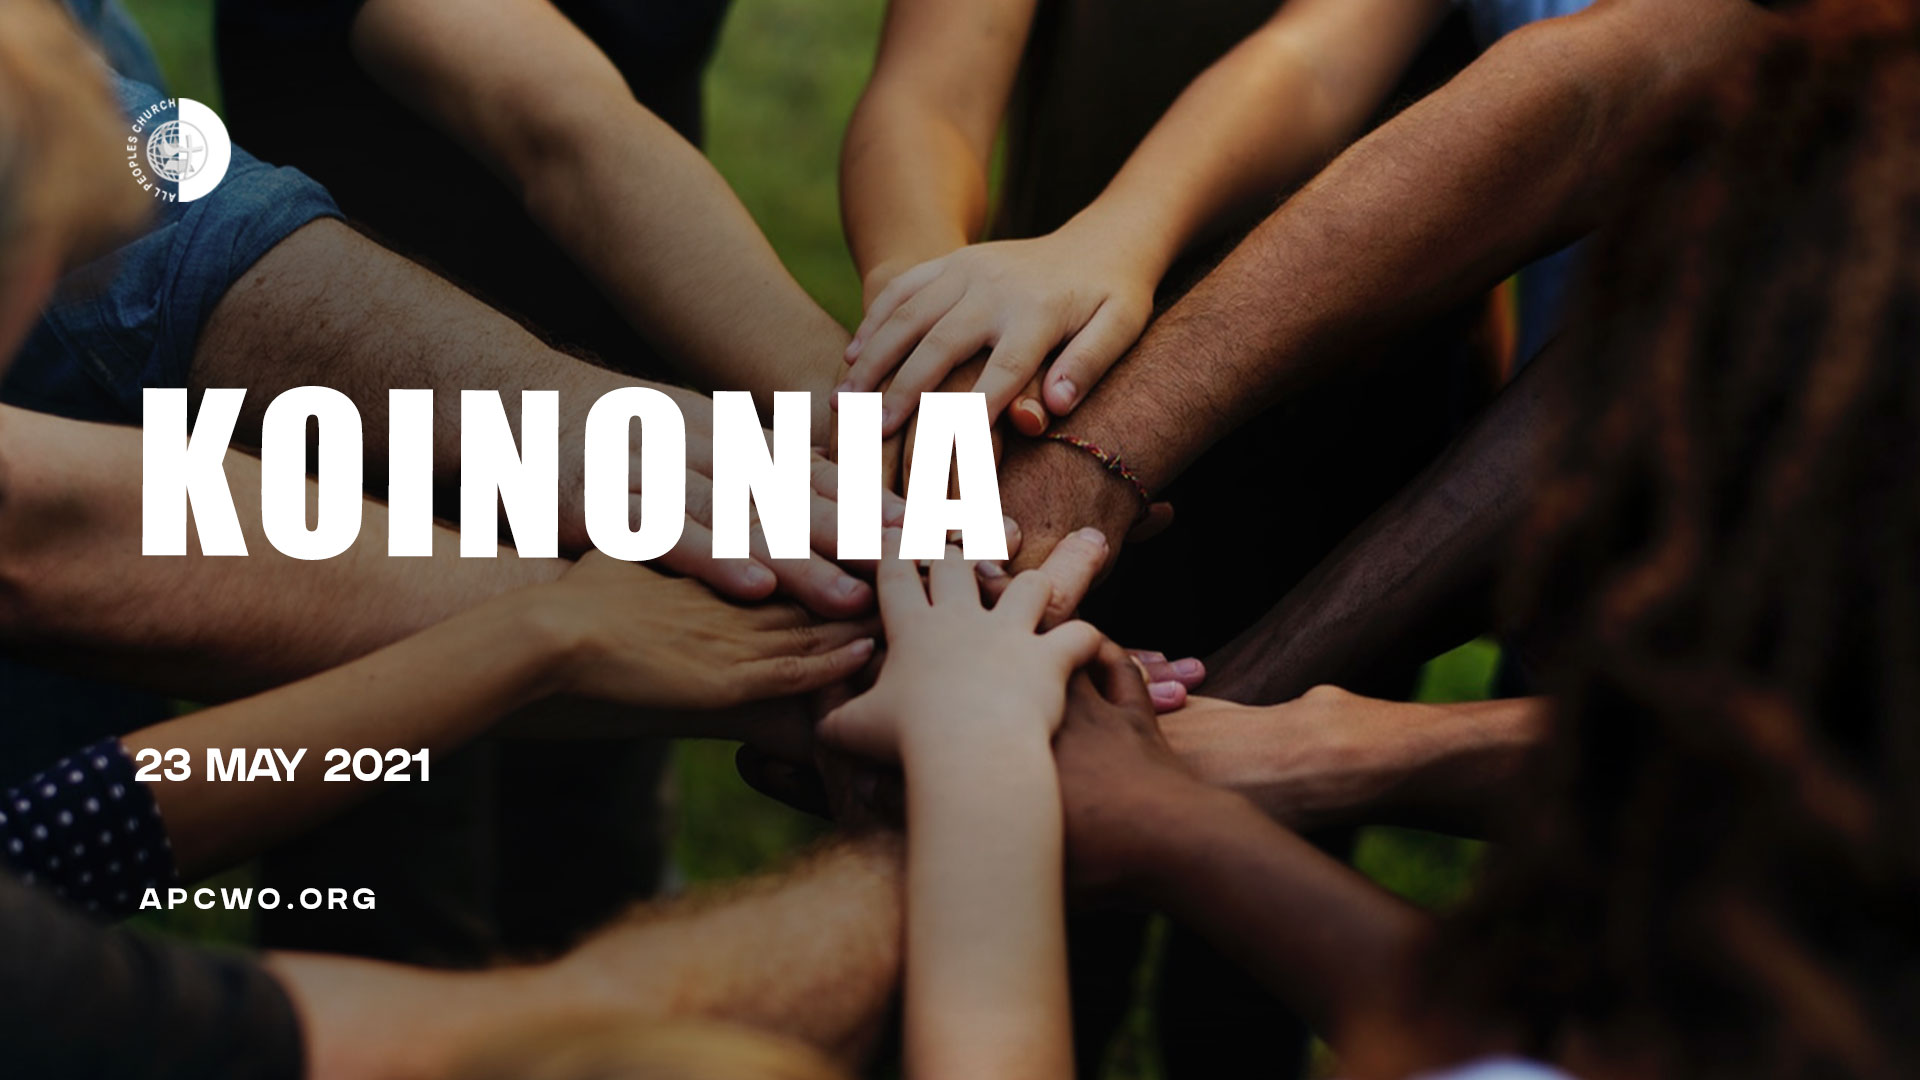 ALL PEOPLES CHURCH
KOINONIA
23 MAY 2021
APCWO.ORG